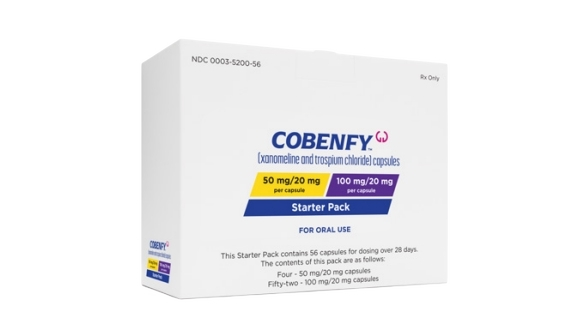 NDC 0003-5200-56
Rx Only
COBENFY™
(xanomeline and trospium chloride) capsules
50 mg/20 mg
per capsule
100 mg/20 mg
per capsule
Starter Pack
FOR ORAL USE
This Starter Pack contains 56 capsules for dosing over 28 days.
The contents of this pack are as follows:
Four - 50 mg/20 mg capsules
Fifty-two - 100 mg/20 mg capsules
COBENFY
Starter Pack